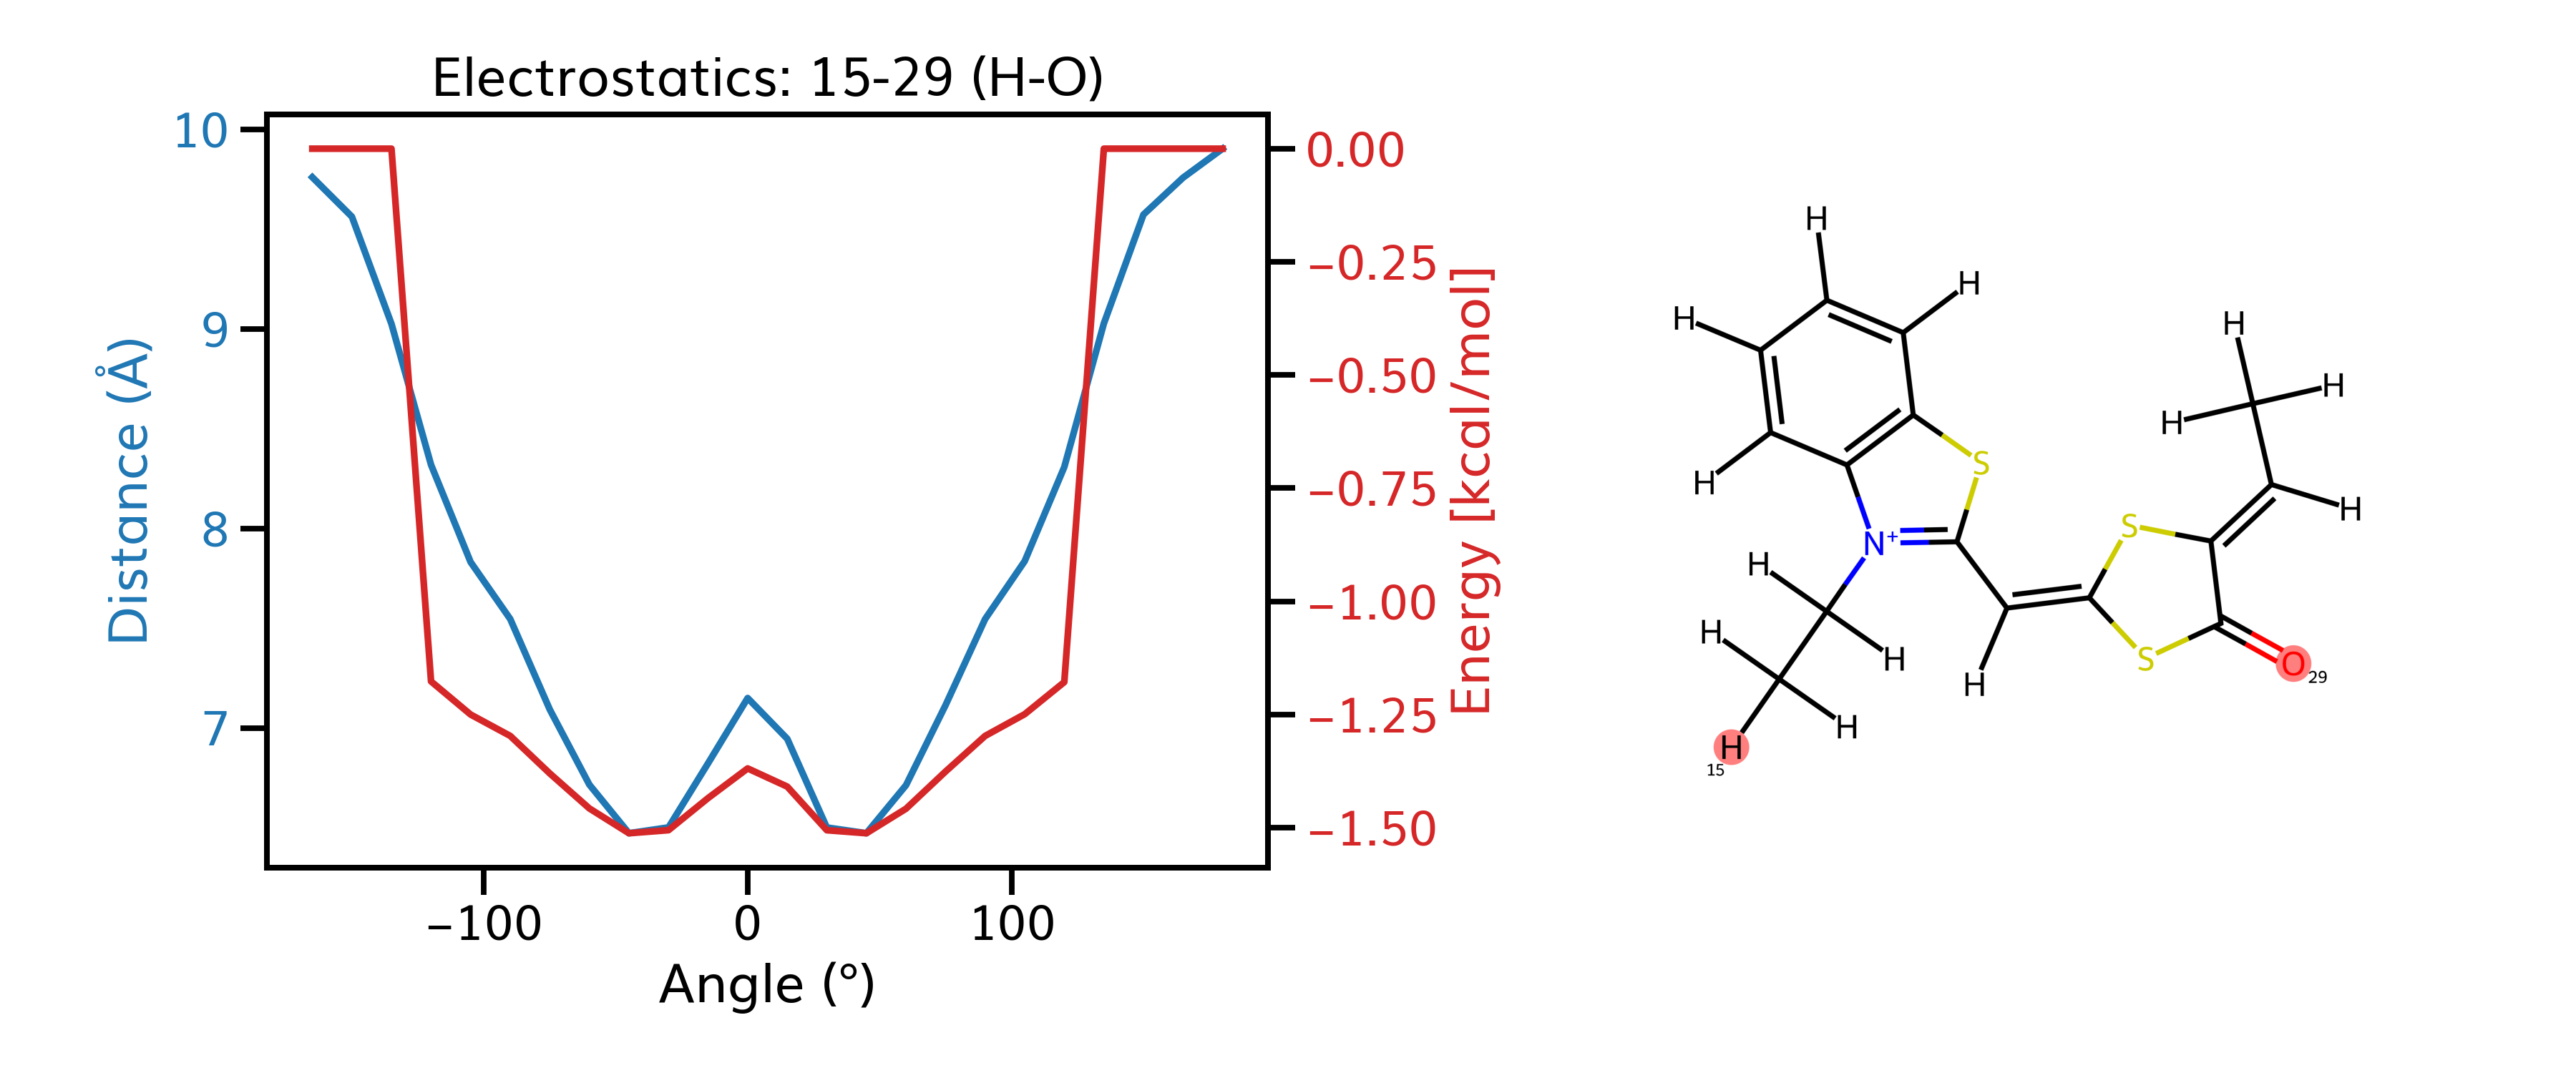 Electrostatics: 15-29 (H-O)
10
9
8
7
Distance (Å)
0.00
−0.25
−0.50
−0.75
−1.00
−1.25
−1.50
Energy [kcal/mol]
−100
0
100
Angle (°)
H
H
H
H
H
H
H
S
H
N+
S
H
H
H
H
S
O
29
H
H
H
15